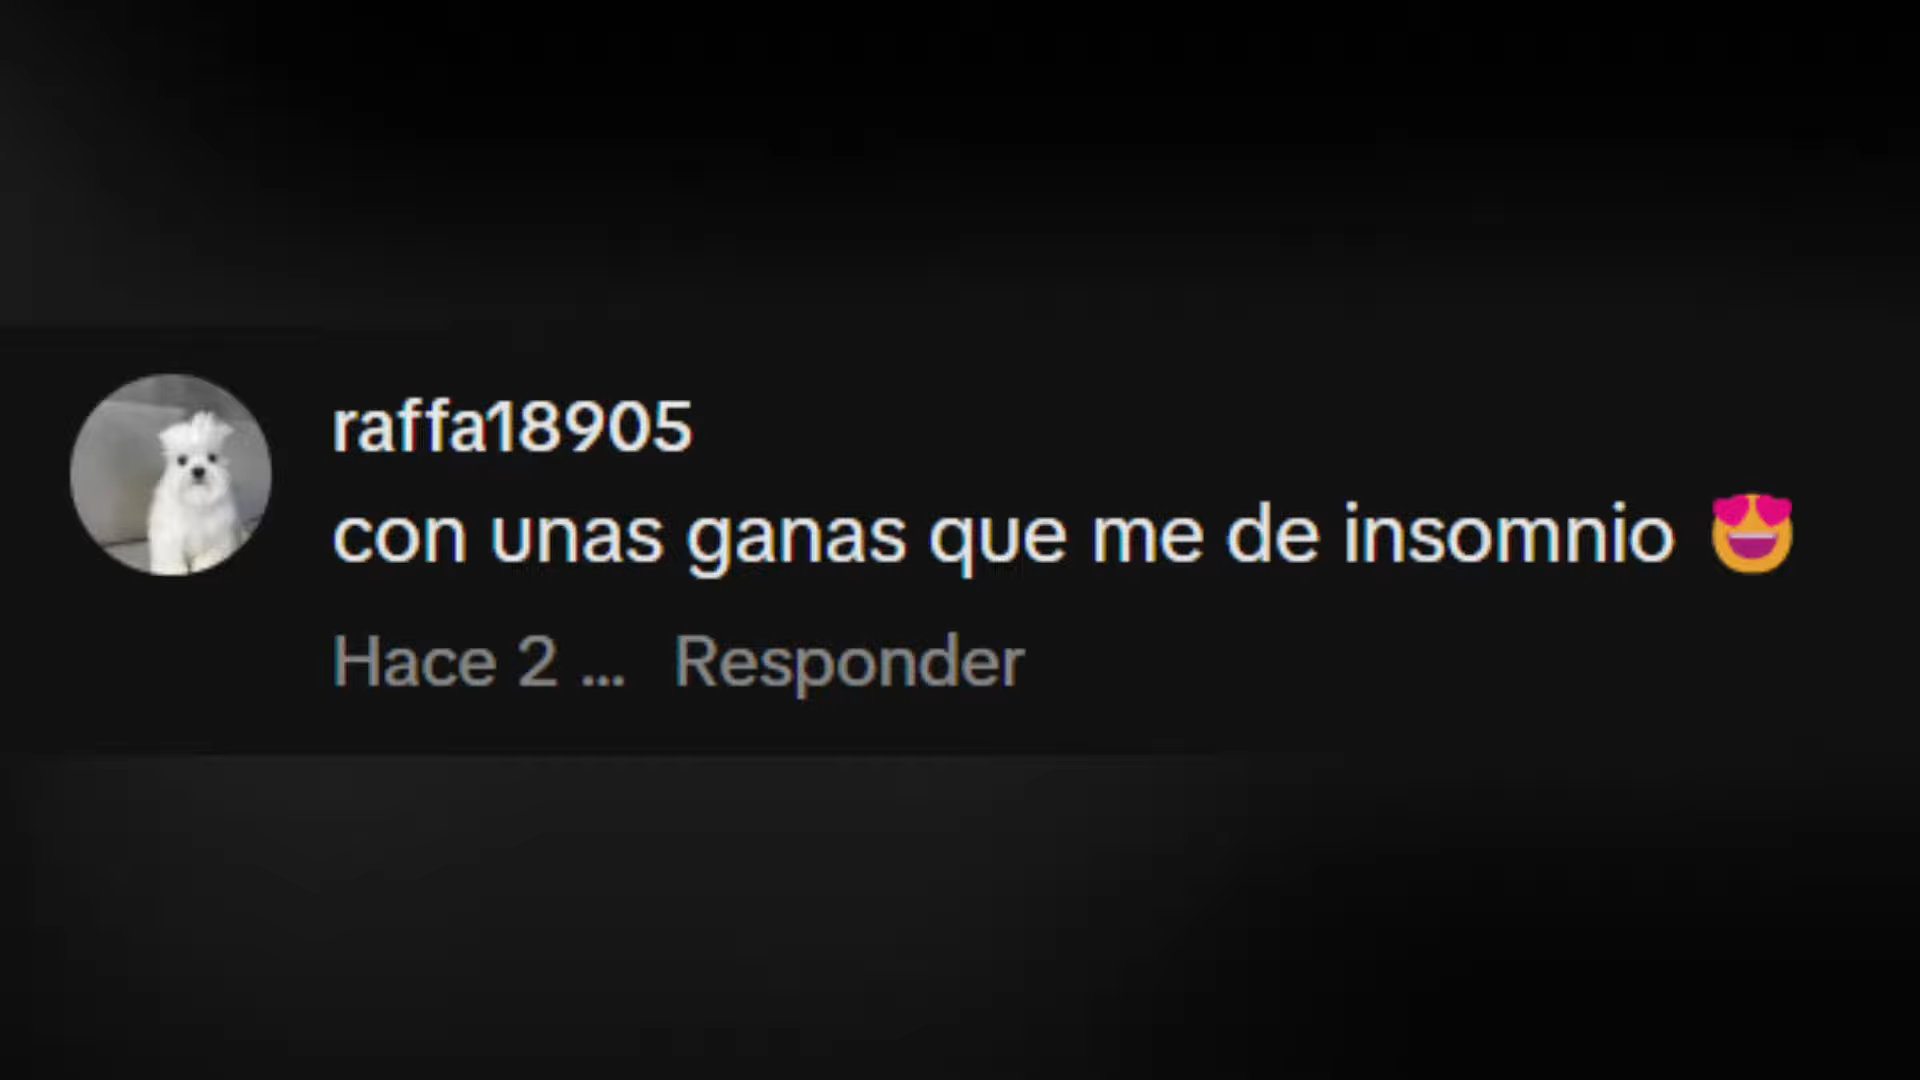 raffa18905
con unas ganas que me de insomnio 😍
Hace 2 ... Responder